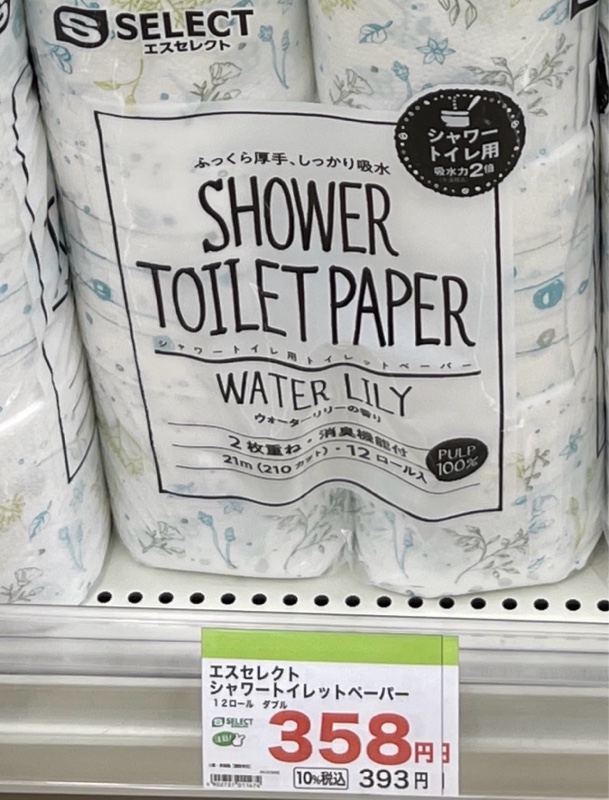 S SELECT
エスセレクト
シャワー
トイレ用
吸水力2倍
ふっくら厚手、しっかり吸水
SHOWER
TOILET PAPER
シャワートイレ用トイレットペーパー
WATER LILY
ウォーターリリーの香り
2枚重ね・消臭機能付
21m(210カット)・12ロール入
PULP
100%
エスセレクト
シャワートイレットペーパー
12ロール ダブル
S SELECT
358円
10%税込 393円